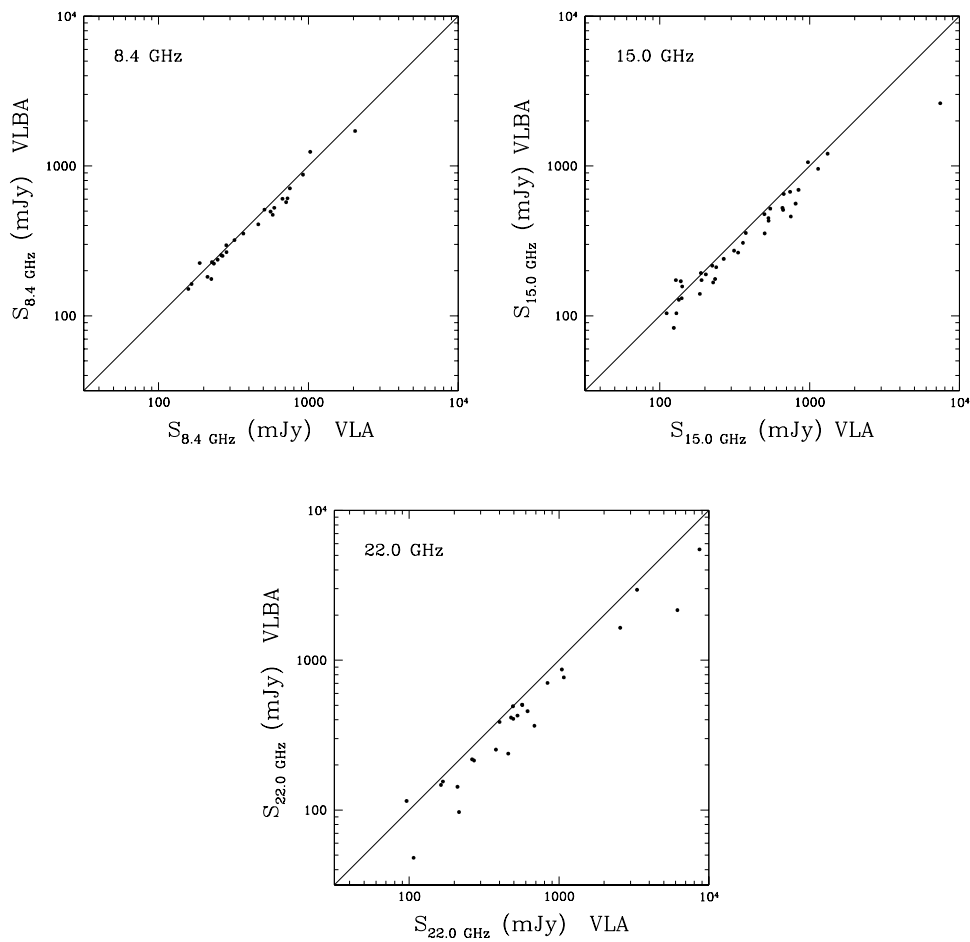 10⁴
8.4 GHz
1000
100
S8.4 GHz (mJy) VLBA
100 1000 10⁴
S8.4 GHz (mJy) VLA
10⁴
15.0 GHz
1000
100
S15.0 GHz (mJy) VLBA
100 1000 10⁴
S15.0 GHz (mJy) VLA
10⁴
22.0 GHz
1000
100
S22.0 GHz (mJy) VLBA
100 1000 10⁴
S22.0 GHz (mJy) VLA